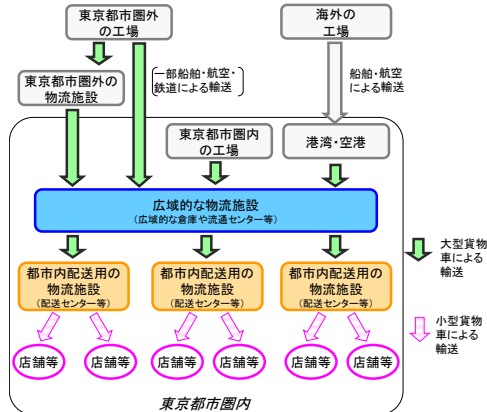 東京都市圏外
の工場
海外の
工場
東京都市圏外の
物流施設
一部船舶・航空・
鉄道による輸送
船舶・航空
による輸送
東京都市圏内
の工場
港湾・空港
広域的な物流施設
(広域的な倉庫や流通センター等)
大型貨物
車による
輸送
都市内配送用の
物流施設
(配送センター等)
都市内配送用の
物流施設
(配送センター等)
都市内配送用の
物流施設
(配送センター等)
小型貨物
車による
輸送
店舗等
店舗等
店舗等
店舗等
店舗等
店舗等
東京都市圏内